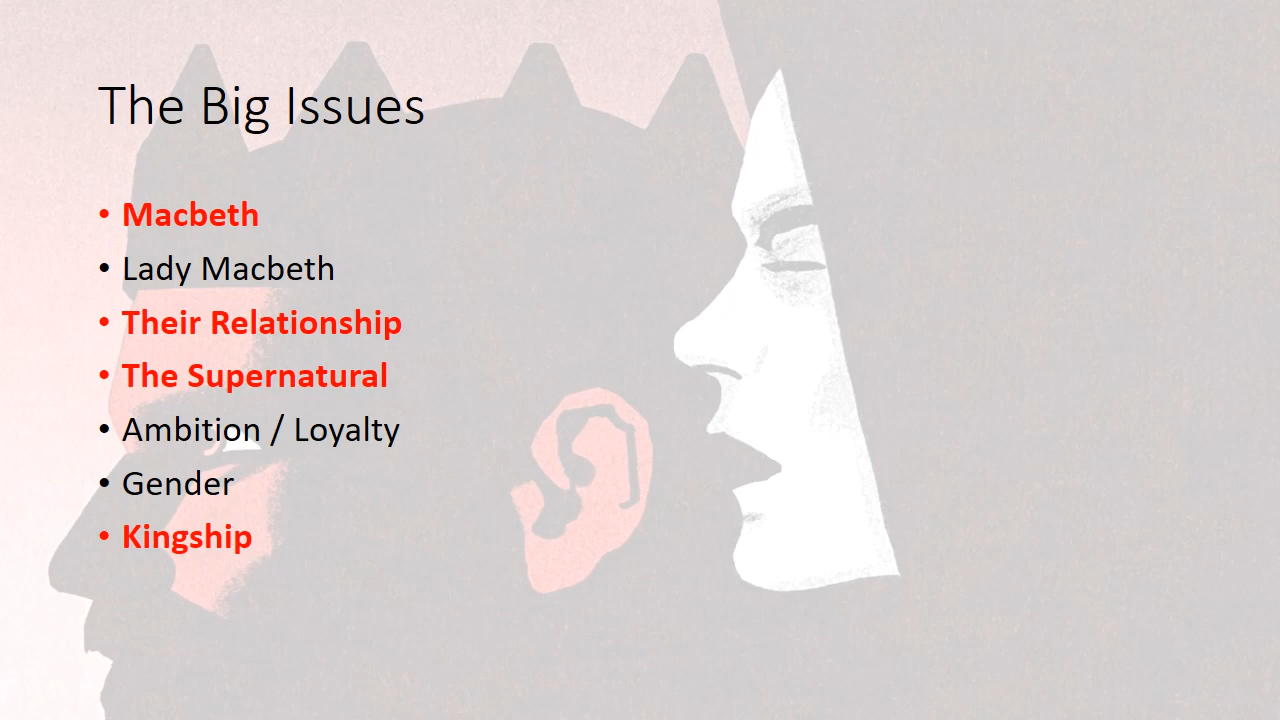 The Big Issues
• Macbeth
• Lady Macbeth
• Their Relationship
• The Supernatural
• Ambition / Loyalty
• Gender
• Kingship